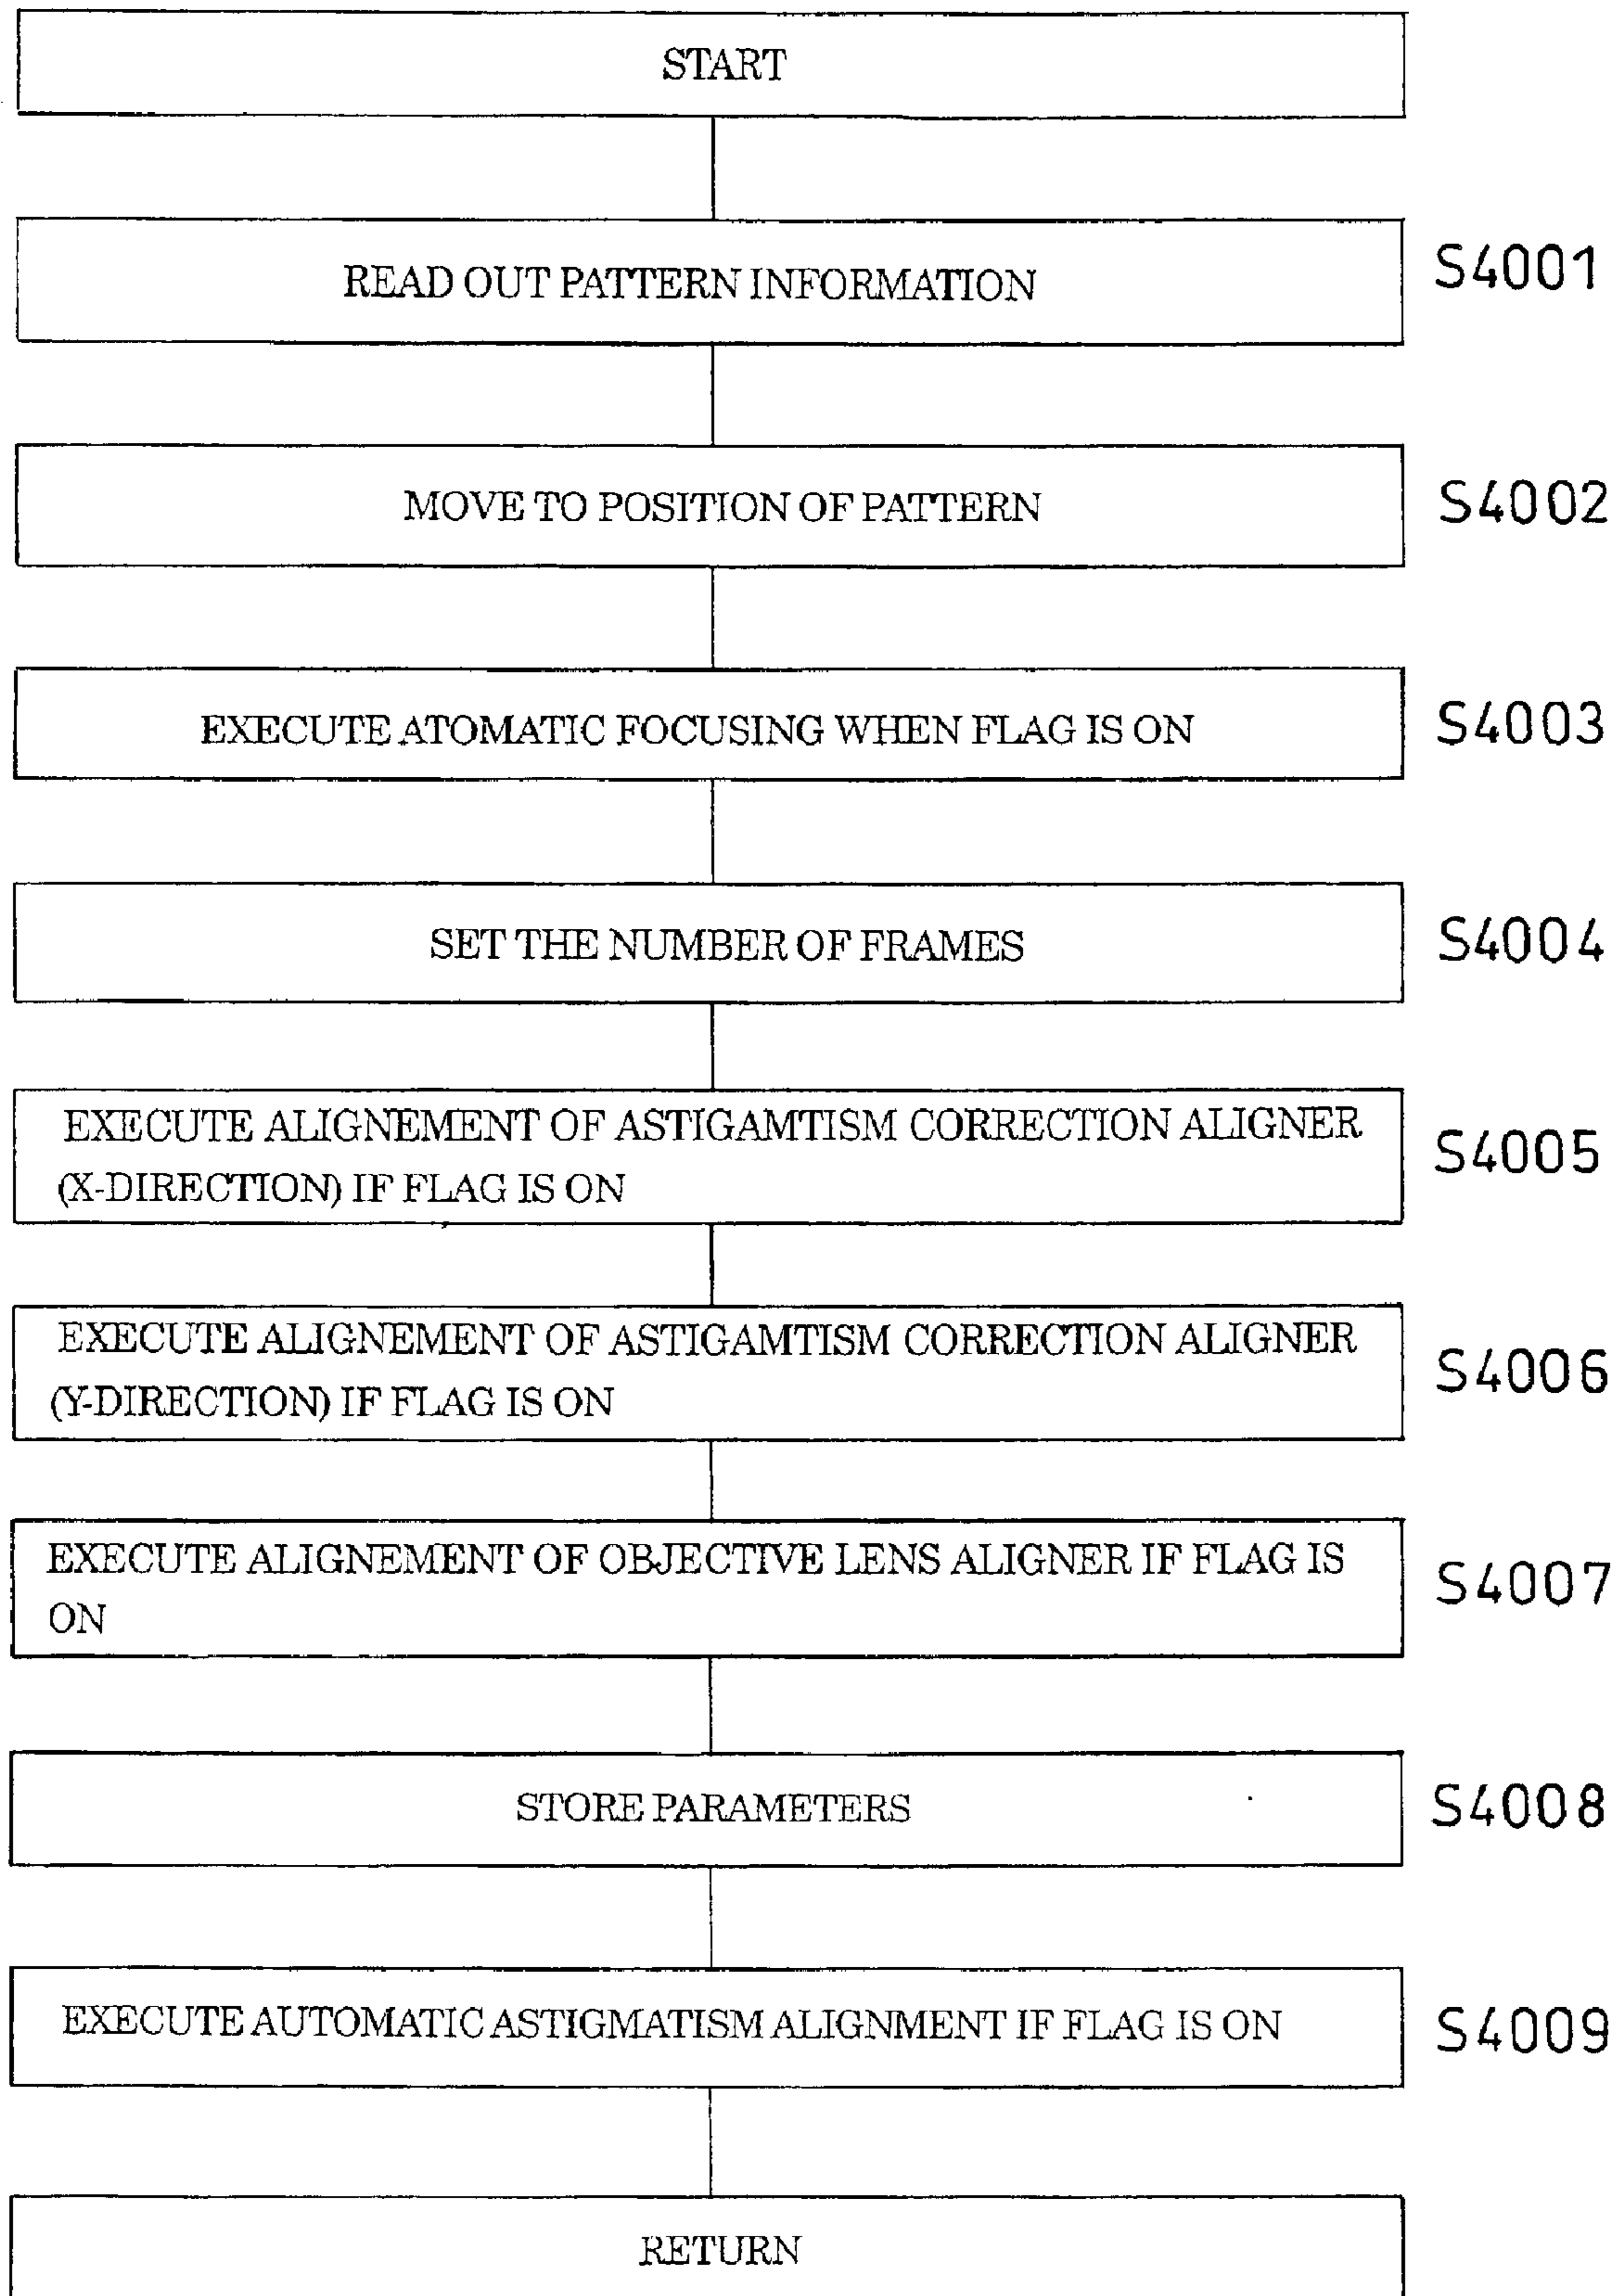 START
READ OUT PATTERN INFORMATION
S4001
MOVE TO POSITION OF PATTERN
S4002
EXECUTE ATOMATIC FOCUSING WHEN FLAG IS ON
S4003
SET THE NUMBER OF FRAMES
S4004
EXECUTE ALIGNEMENT OF ASTIGAMTISM CORRECTION ALIGNER
(X-DIRECTION) IF FLAG IS ON
S4005
EXECUTE ALIGNEMENT OF ASTIGAMTISM CORRECTION ALIGNER
(Y-DIRECTION) IF FLAG IS ON
S4006
EXECUTE ALIGNEMENT OF OBJECTIVE LENS ALIGNER IF FLAG IS
ON
S4007
STORE PARAMETERS
S4008
EXECUTE AUTOMATIC ASTIGMATISM ALIGNMENT IF FLAG IS ON
S4009
RETURN